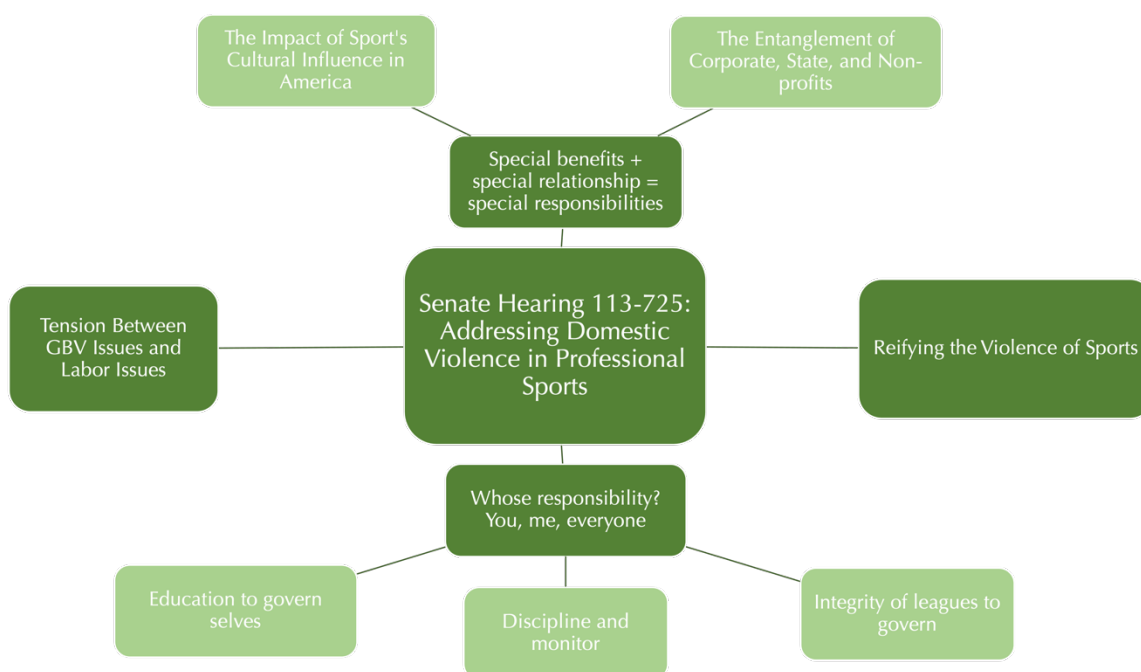 The Impact of Sport's
Cultural Influence in
America
The Entanglement of
Corporate, State, and Non-
profits
Special benefits +
special relationship =
special responsibilities
Tension Between
GBV Issues and
Labor Issues
Senate Hearing 113-725:
Addressing Domestic
Violence in Professional
Sports
Reifying the Violence of Sports
Whose responsibility?
You, me, everyone
Education to govern
selves
Discipline and
monitor
Integrity of leagues to
govern